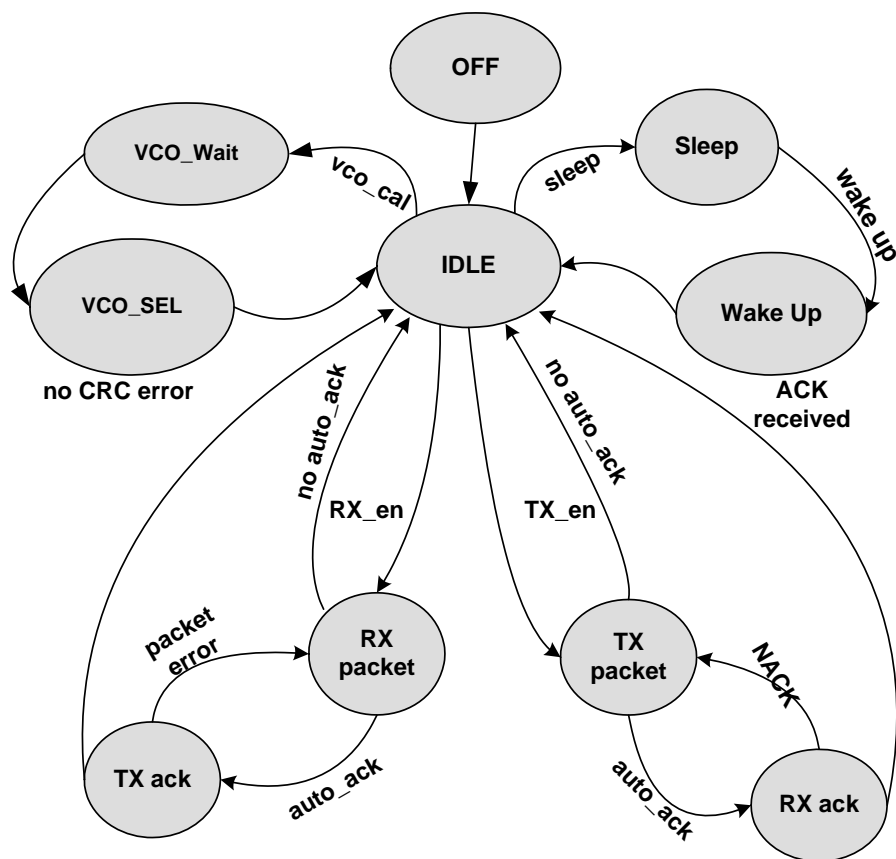 OFF
VCO_Wait
vco_cal
sleep
Sleep
wake up
IDLE
VCO_SEL
Wake Up
no CRC error
ACK
received
no auto_ack
no auto_ack
RX_en
TX_en
packet
error
RX
packet
TX
packet
NACK
TX ack
auto_ack
auto_ack
RX ack